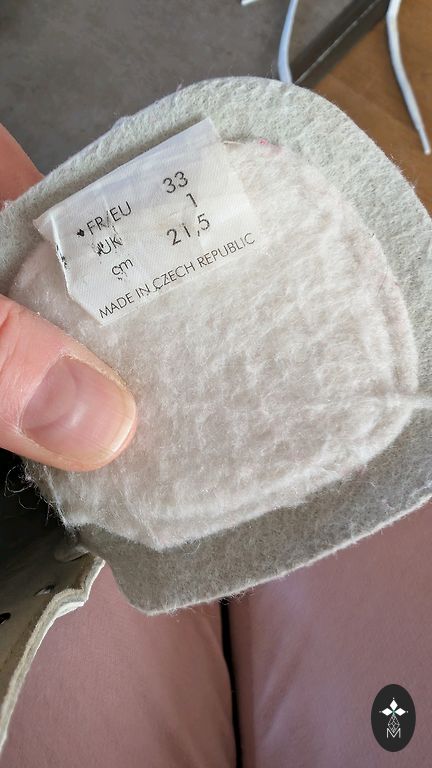 FR/EU 33
UK 1
cm 21,5
MADE IN CZECH REPUBLIC
M